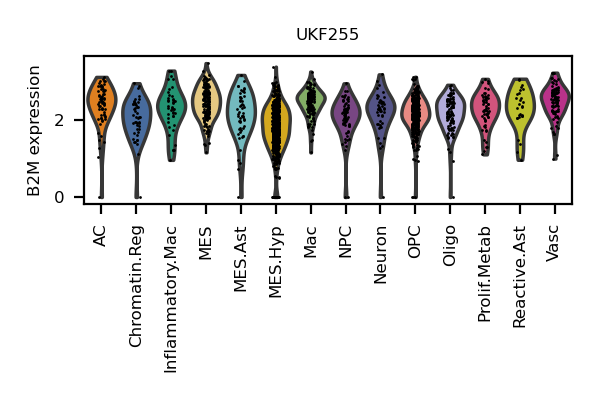 UKF255
B2M expression
2
0
AC
Chromatin.Reg
Inflammatory.Mac
MES
MES.Ast
MES.Hyp
Mac
NPC
Neuron
OPC
Oligo
Prolif.Metab
Reactive.Ast
Vasc